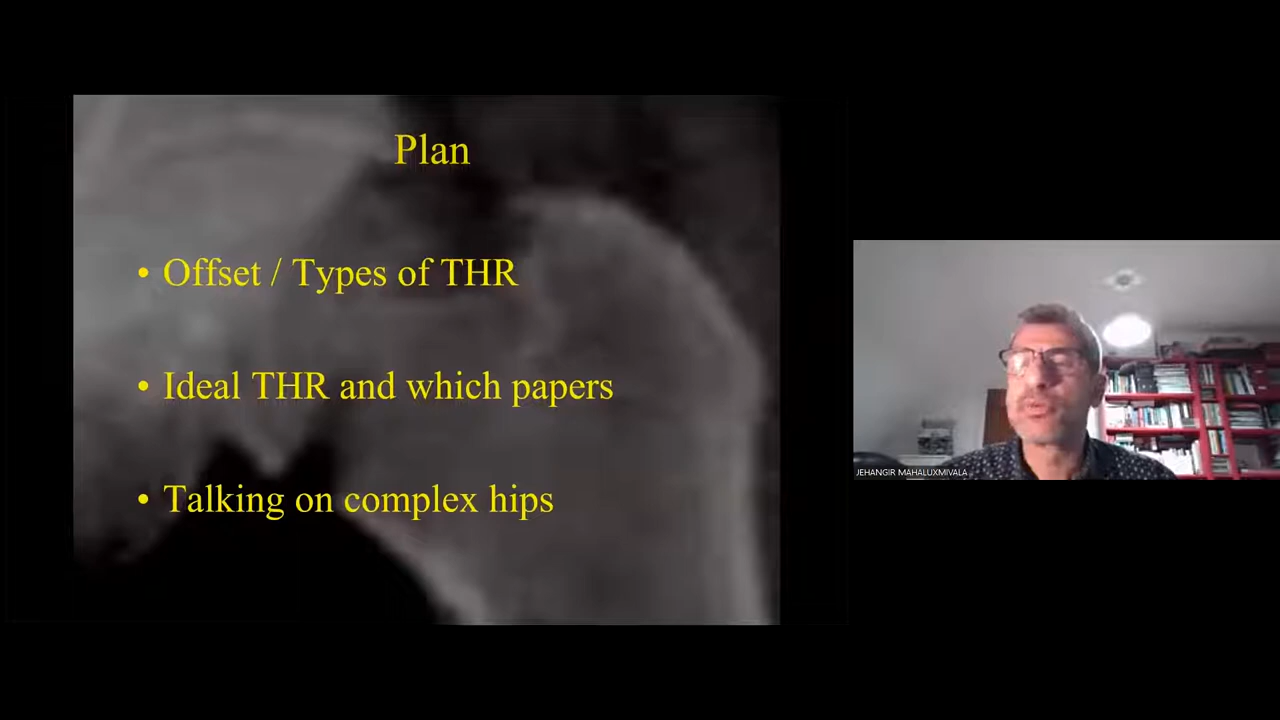 Plan
• Offset / Types of THR
• Ideal THR and which papers
• Talking on complex hips
JEHANGIR MAHALUXMIVALA